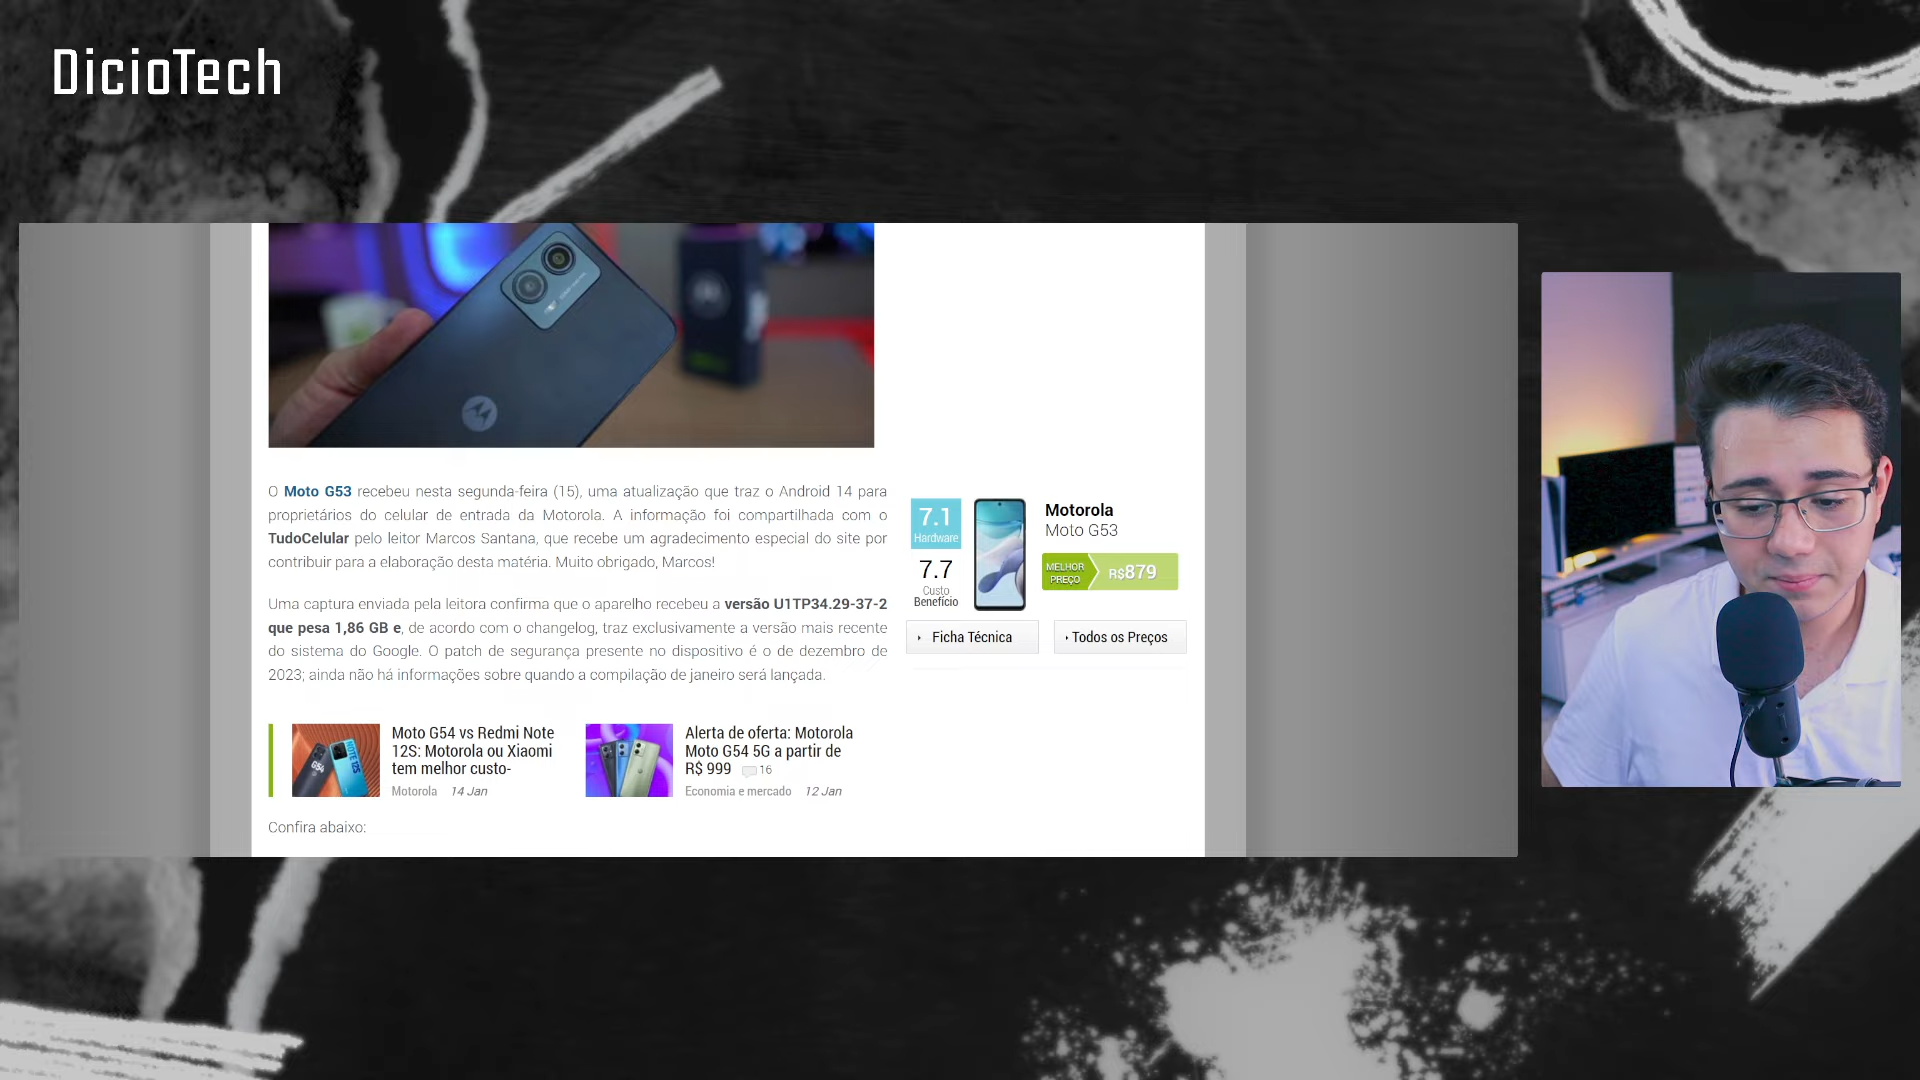 DicioTech
O Moto G53 recebeu nesta segunda-feira (15), uma atualização que traz o Android 14 para
proprietários do celular de entrada da Motorola. A informação foi compartilhada com o
TudoCelular pelo leitor Marcos Santana, que recebe um agradecimento especial do site por
contribuir para a elaboração desta matéria. Muito obrigado, Marcos!
Uma captura enviada pela leitora confirma que o aparelho recebeu a versão U1TP34.29-37-2
que pesa 1,86 GB e, de acordo com o changelog, traz exclusivamente a versão mais recente
do sistema do Google. O patch de segurança presente no dispositivo é o de dezembro de
2023; ainda não há informações sobre quando a compilação de janeiro será lançada.
7.1
Hardware
7.7
Custo
Benefício
Motorola
Moto G53
MELHOR
PREÇO
R$879
Ficha Técnica
Todos os Preços
G54
NOTE 12S
Moto G54 vs Redmi Note
12S: Motorola ou Xiaomi
tem melhor custo-
Motorola 14 Jan
Alerta de oferta: Motorola
Moto G54 5G a partir de
R$ 999 16
Economia e mercado 12 Jan
Confira abaixo: